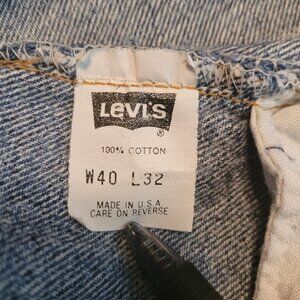 Levi's
®
100% COTTON
W40 L32
MADE IN U.S.A.
CARE ON REVERSE